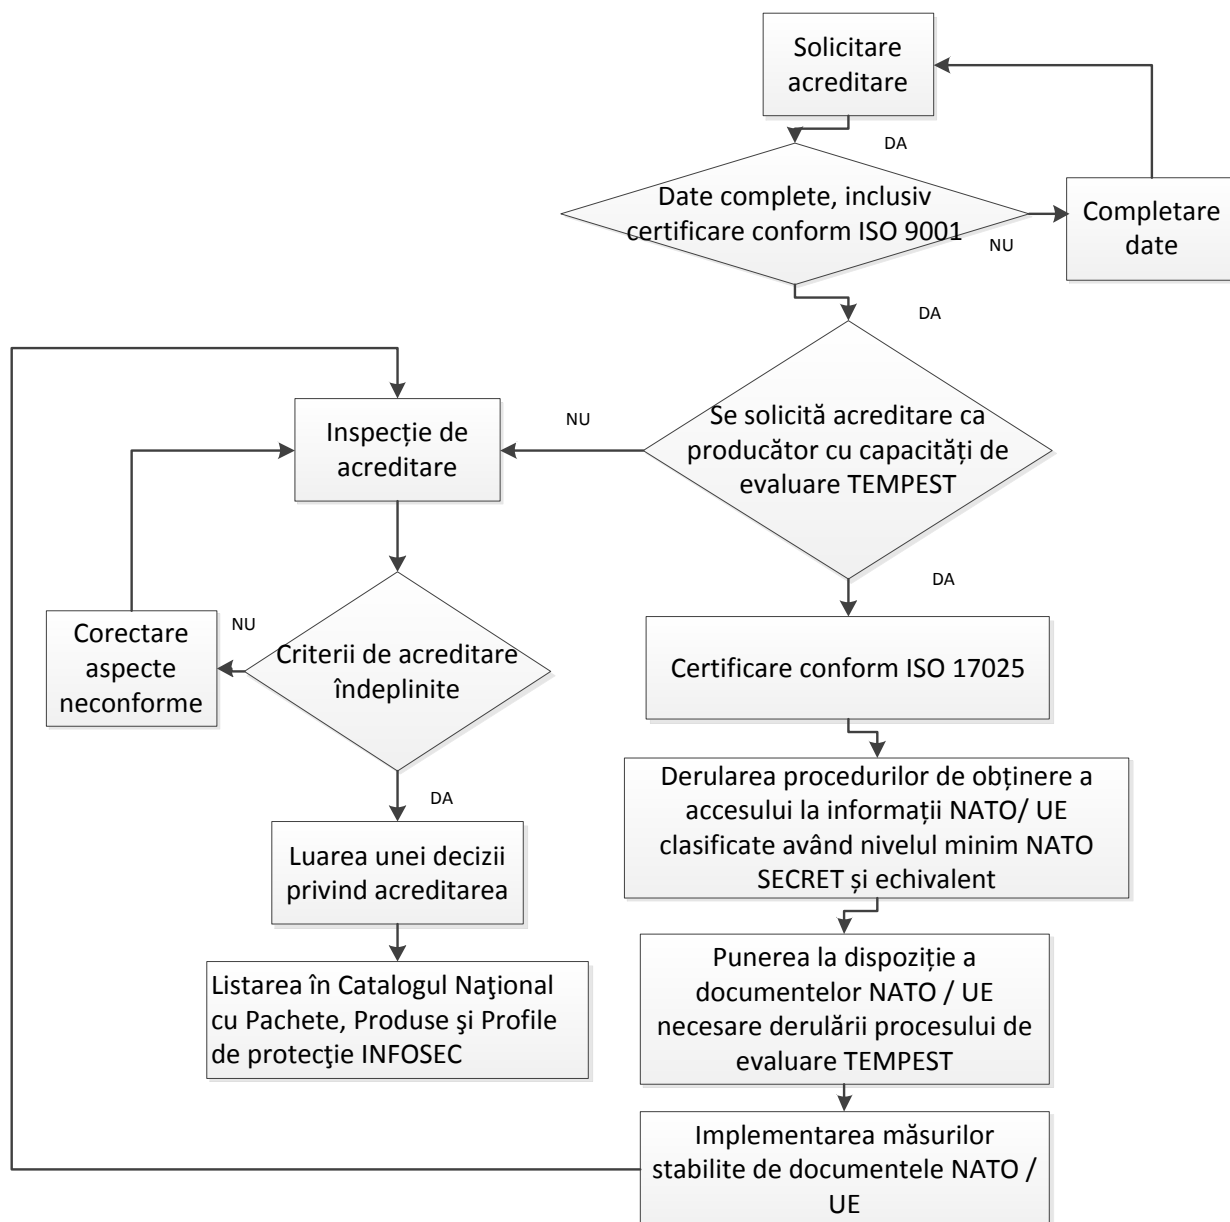 Solicitare
acreditare
DA
Date complete, inclusiv
certificare conform ISO 9001
NU
Completare
date
DA
Se solicită acreditare ca
producător cu capacități de
evaluare TEMPEST
NU
Inspecție de
acreditare
Criterii de acreditare
îndeplinite
NU
Corectare
aspecte
neconforme
DA
Luarea unei decizii
privind acreditarea
Listarea în Catalogul Naţional
cu Pachete, Produse şi Profile
de protecţie INFOSEC
DA
Certificare conform ISO 17025
Derularea procedurilor de obținere a
accesului la informații NATO/ UE
clasificate având nivelul minim NATO
SECRET și echivalent
Punerea la dispoziție a
documentelor NATO / UE
necesare derulării procesului de
evaluare TEMPEST
Implementarea măsurilor
stabilite de documentele NATO /
UE